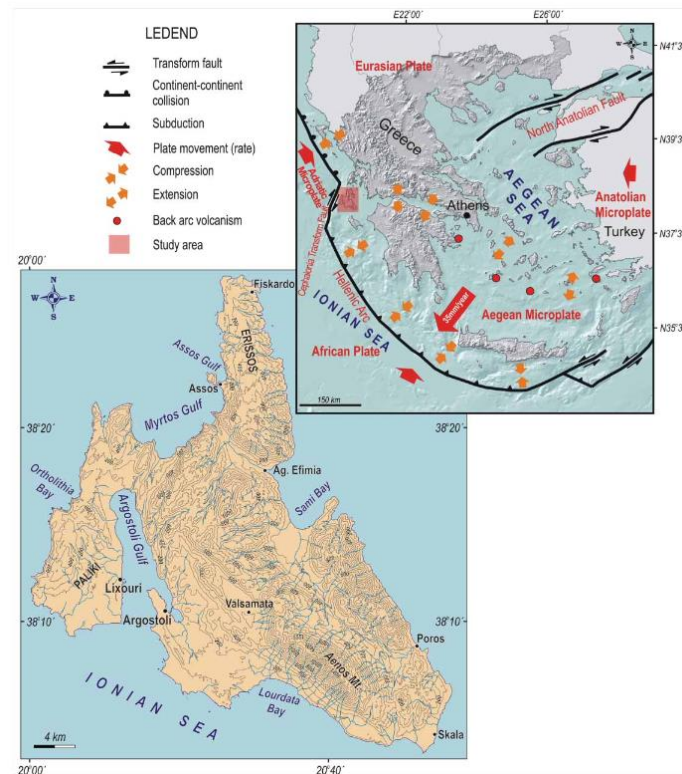 LEDEND
Transform fault
Continent-continent
collision
Subduction
Plate movement (rate)
Compression
Extension
Back arc volcanism
Study area
E22°00'
E26°00'
N41°3'
N39°3'
N37°3'
N35°3'
N
W
E
S
Eurasian Plate
North Anatolian Fault
Greece
Adriatic
Microplate
AEGEAN
SEA
Athens
Anatolian
Microplate
Turkey
Cephalonia Transform Fault
Hellenic Arc
IONIAN SEA
35mm/year
Aegean Microplate
African Plate
150 km
20°00'
N
W
E
S
Fiskardo
ERISSOS
Assos Gulf
Assos
Myrtos Gulf
38°20'
38°20'
Ag. Efimia
Ortholithia
Bay
Sami Bay
Argostoli Gulf
PALIKI
Lixouri
Valsamata
Argostoli
38°10'
38°10'
Poros
Aenos Mt.
Lourdata
Bay
IONIAN SEA
Skala
4 km
20°00'
20°40'